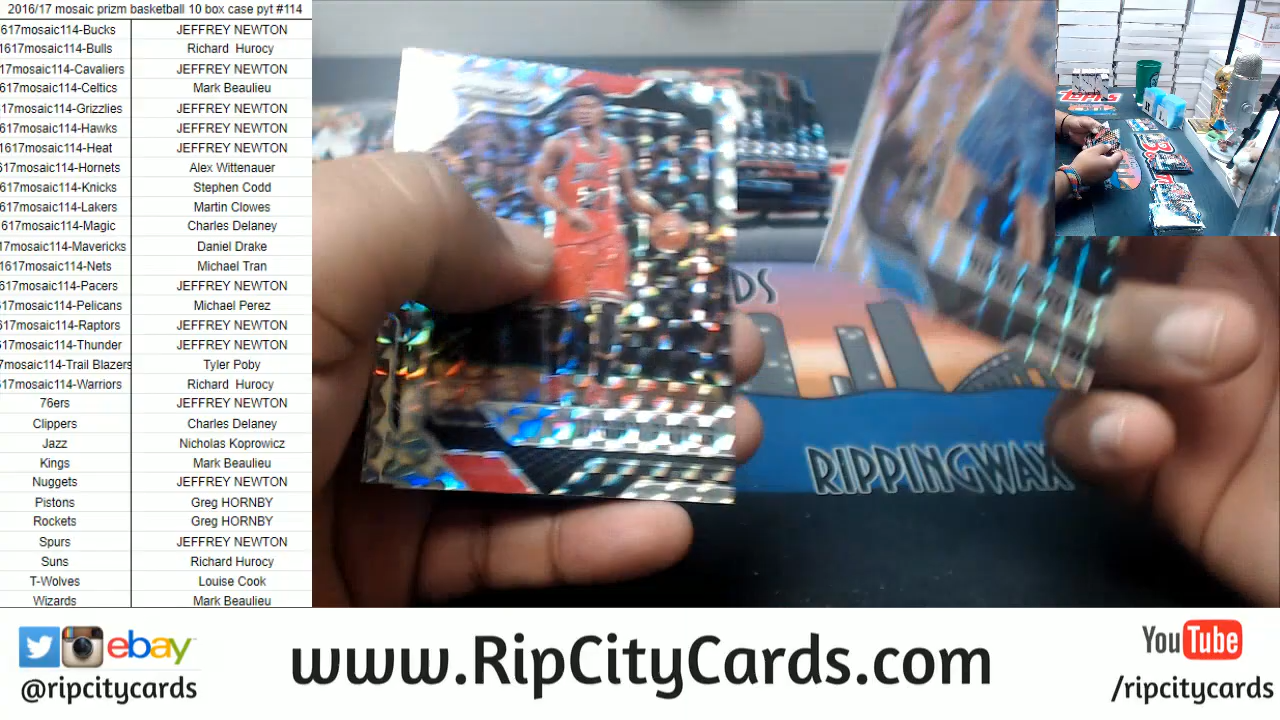 2016/17 mosaic prizm basketball 10 box case pyt #114
1617mosaic114-Bucks JEFFREY NEWTON
1617mosaic114-Bulls Richard Hurocy
17mosaic114-Cavaliers JEFFREY NEWTON
617mosaic114-Celtics Mark Beaulieu
617mosaic114-Grizzlies JEFFREY NEWTON
617mosaic114-Hawks JEFFREY NEWTON
1617mosaic114-Heat JEFFREY NEWTON
617mosaic114-Hornets Alex Wittenauer
617mosaic114-Knicks Stephen Codd
617mosaic114-Lakers Martin Clowes
617mosaic114-Magic Charles Delaney
17mosaic114-Mavericks Daniel Drake
1617mosaic114-Nets Michael Tran
617mosaic114-Pacers JEFFREY NEWTON
617mosaic114-Pelicans Michael Perez
617mosaic114-Raptors JEFFREY NEWTON
617mosaic114-Thunder JEFFREY NEWTON
7mosaic114-Trail Blazers Tyler Poby
617mosaic114-Warriors Richard Hurocy
76ers JEFFREY NEWTON
Clippers Charles Delaney
Jazz Nicholas Koprowicz
Kings Mark Beaulieu
Nuggets JEFFREY NEWTON
Pistons Greg HORNBY
Rockets Greg HORNBY
Spurs JEFFREY NEWTON
Suns Richard Hurocy
T-Wolves Louise Cook
Wizards Mark Beaulieu
RIPPINGWAX
ebay
@ripcitycards
www.RipCityCards.com
YouTube
/ripcitycards